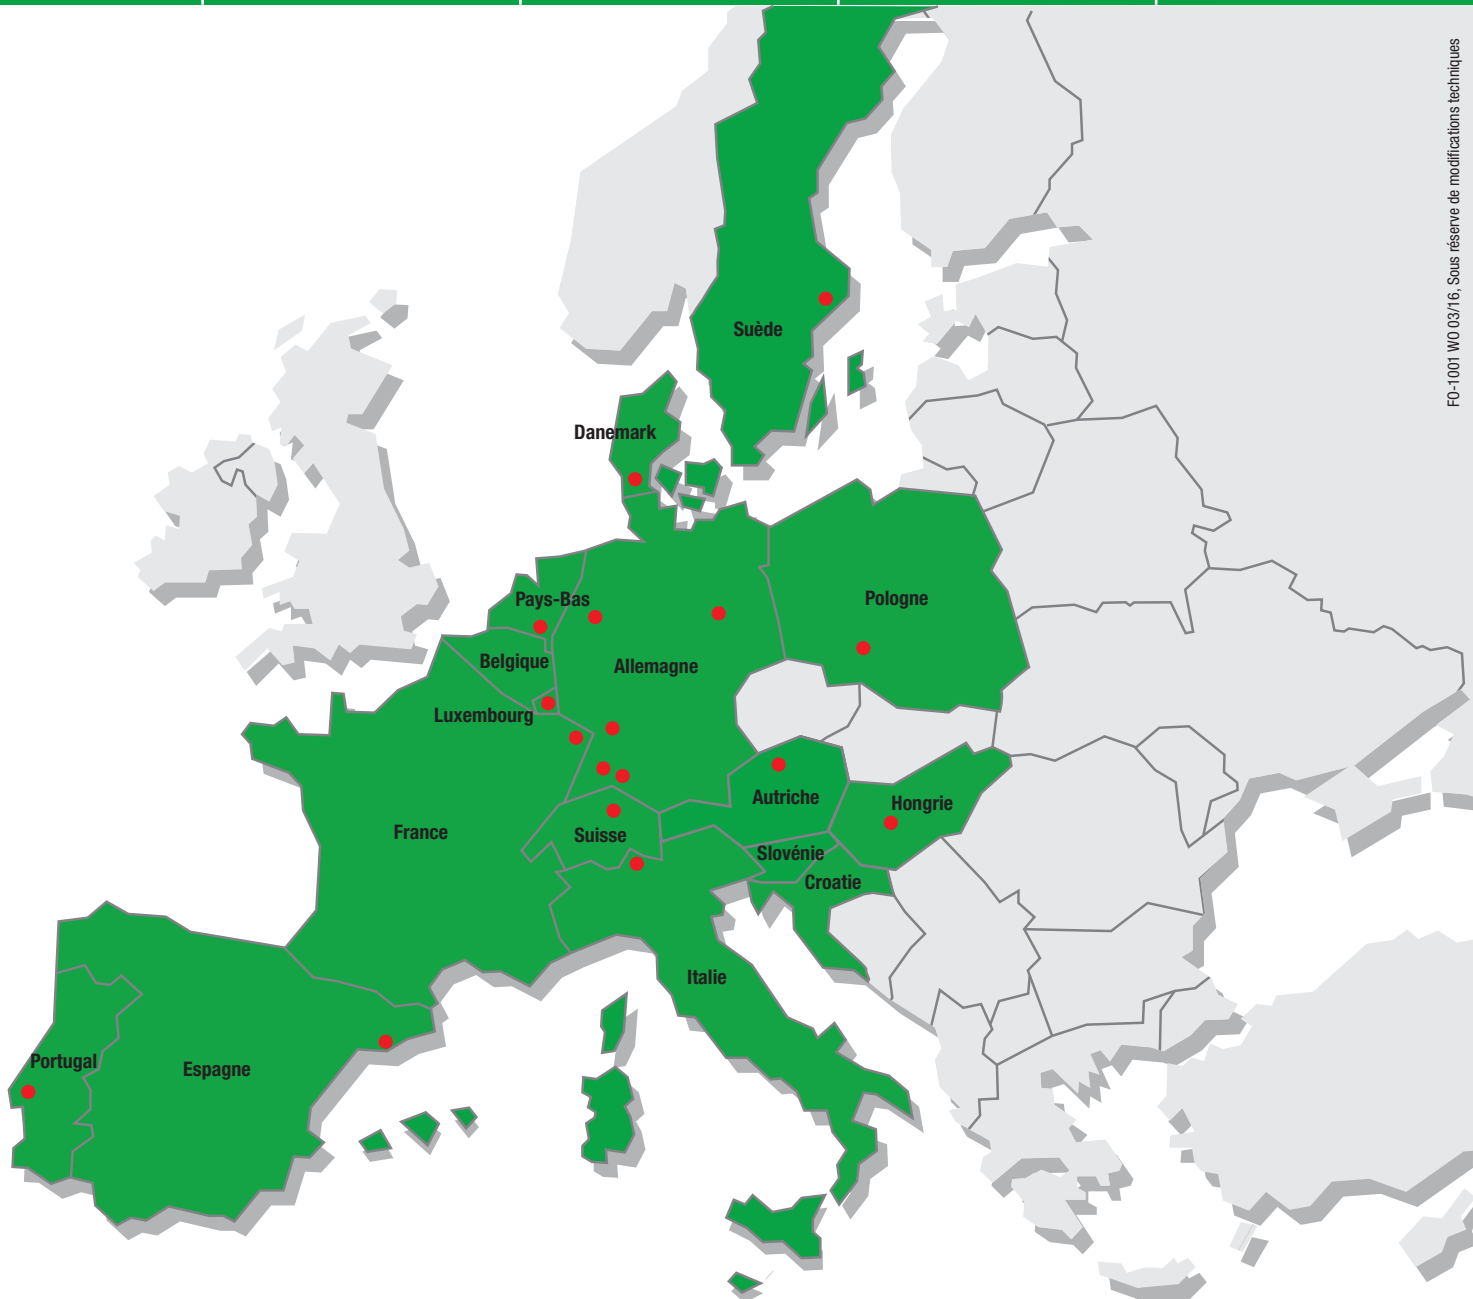 FO-1001 WO 03/16, Sous réserve de modifications techniques
Suède
Danemark
Pays-Bas
Pologne
Belgique
Allemagne
Luxembourg
Autriche
Hongrie
France
Suisse
Slovénie
Croatie
Italie
Portugal
Espagne